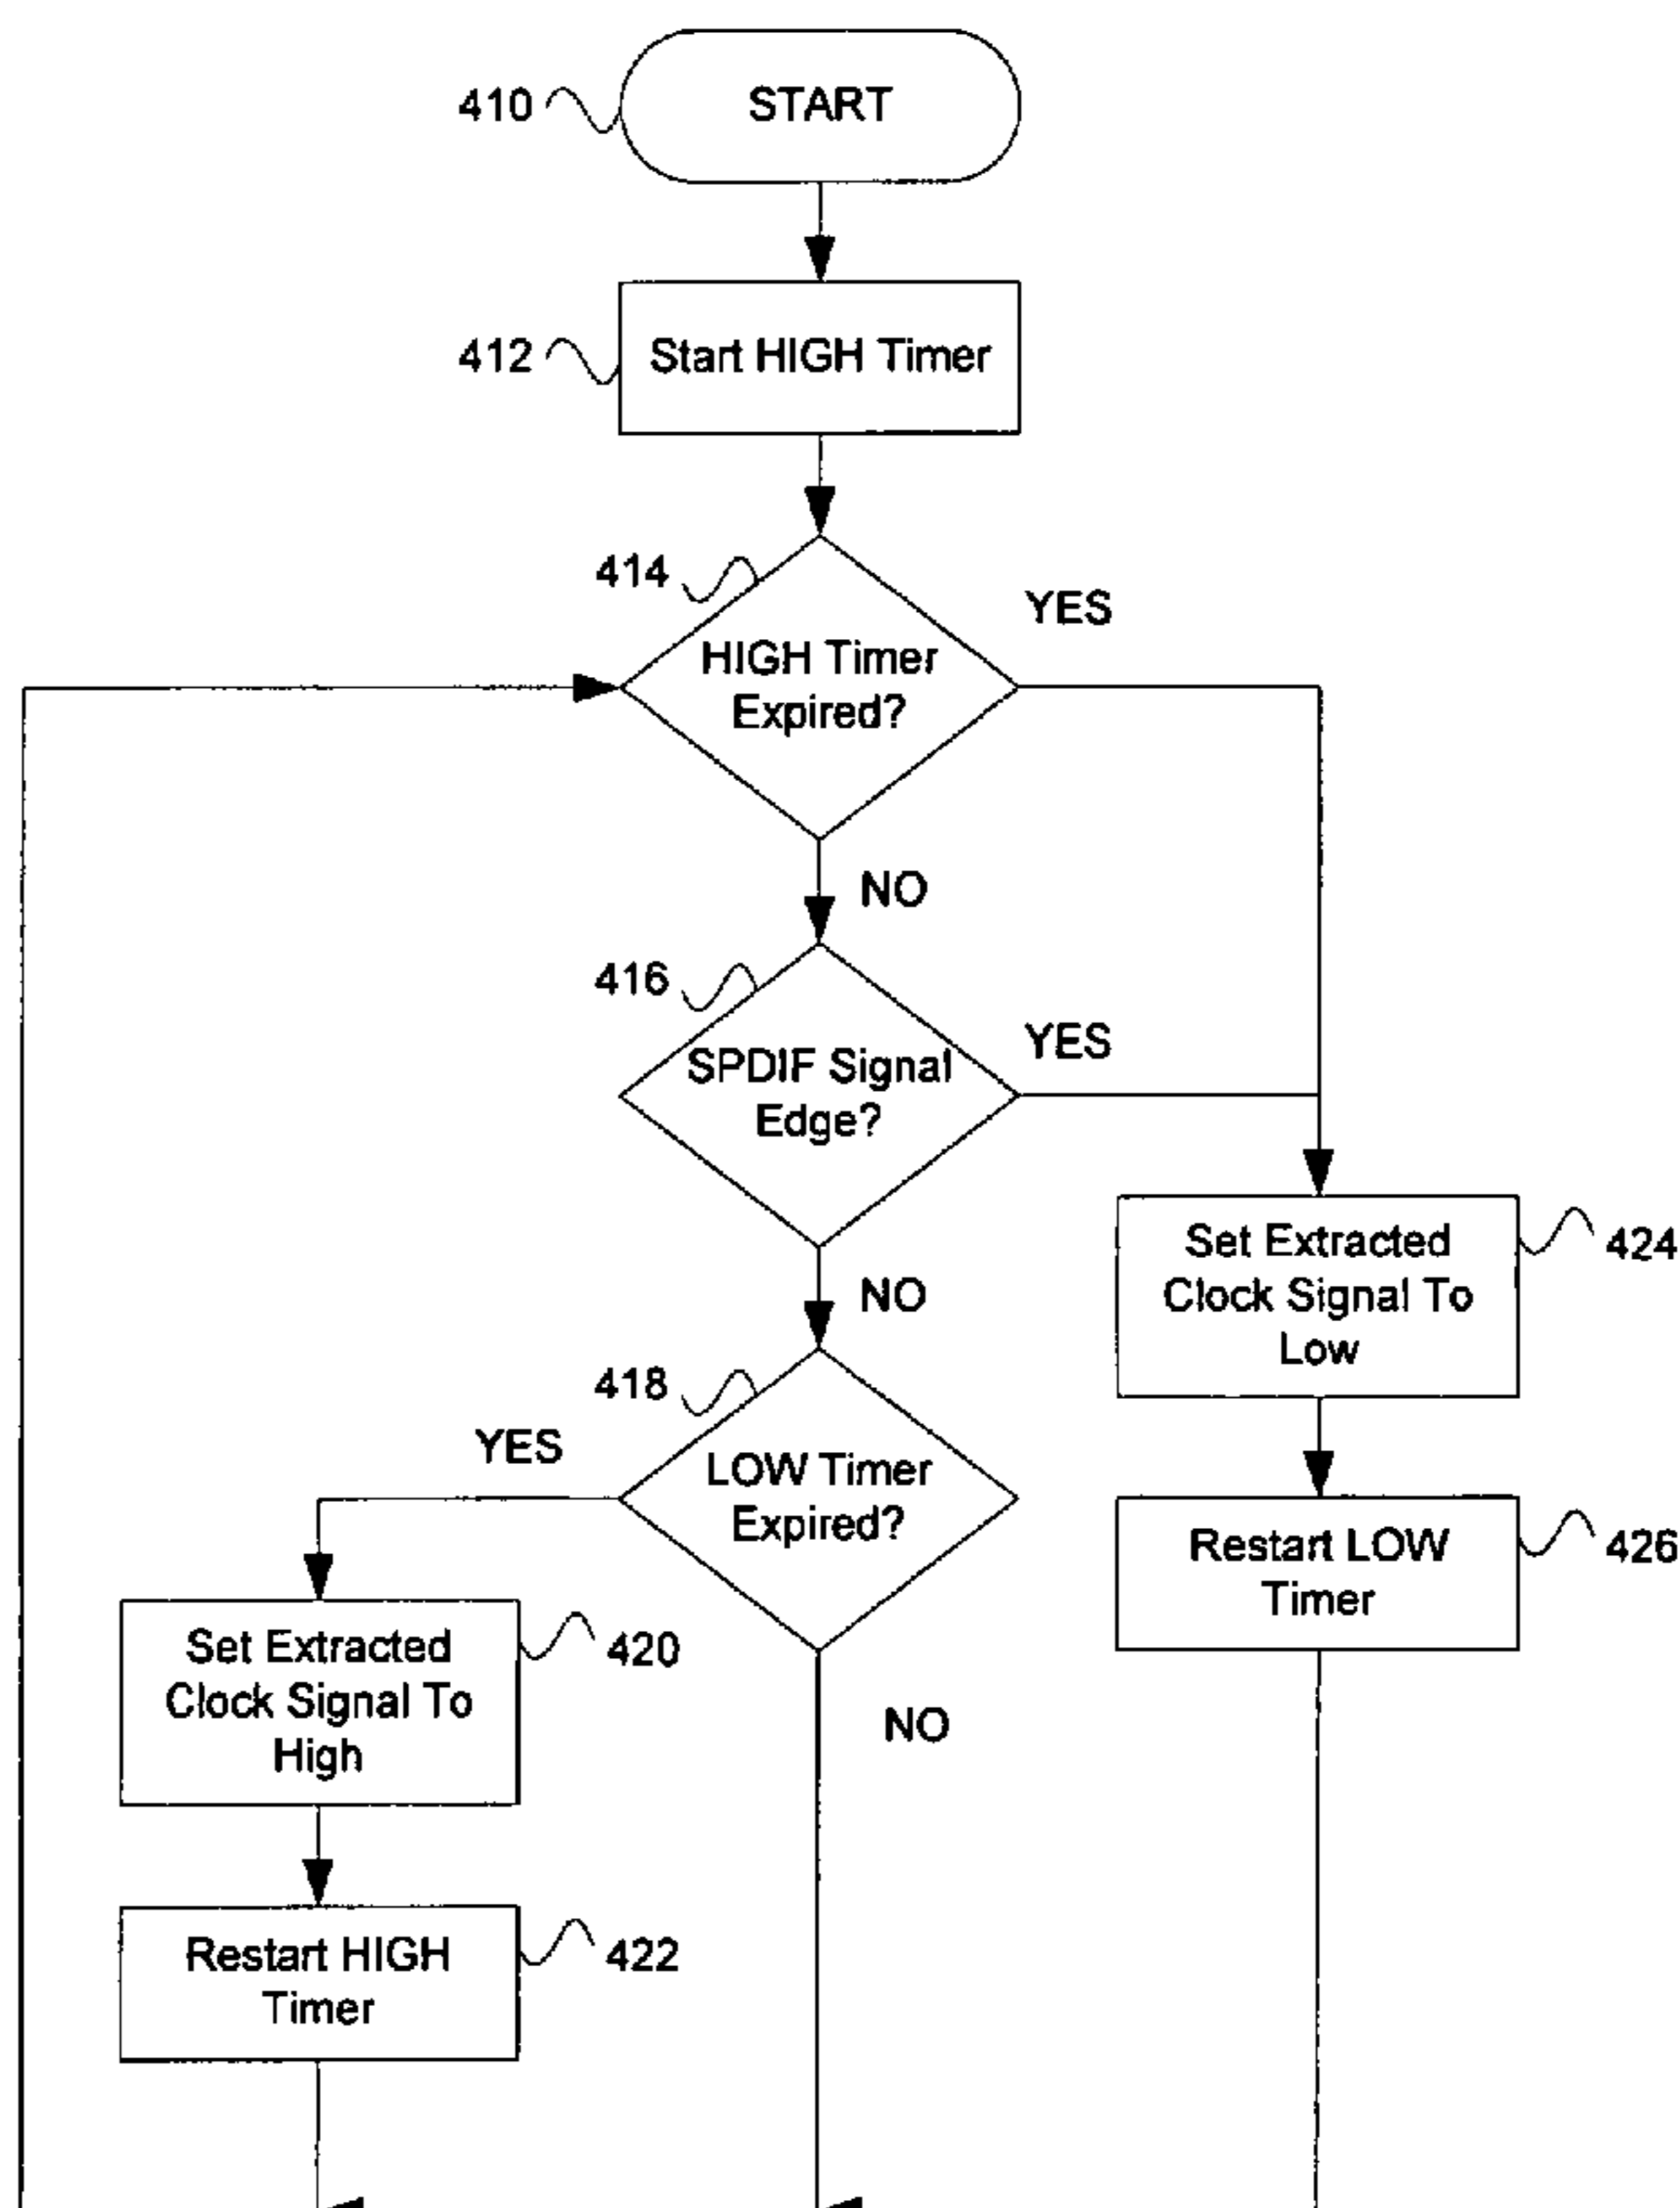 410
START
412
Start HIGH Timer
414
YES
HIGH Timer
Expired?
NO
416
YES
SPDIF Signal
Edge?
NO
424
Set Extracted
Clock Signal To
Low
418
YES
LOW Timer
Expired?
426
Restart LOW
Timer
420
Set Extracted
Clock Signal To
High
NO
422
Restart HIGH
Timer